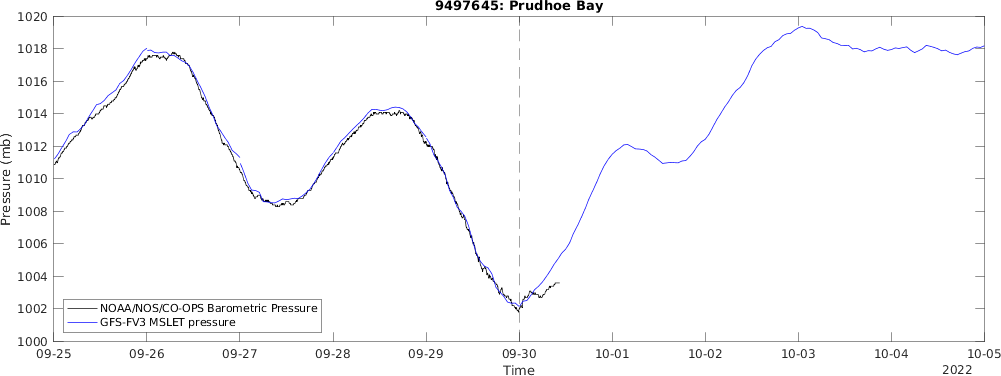 9497645: Prudhoe Bay
1020
1018
1016
1014
1012
1010
1008
1006
1004
1002
1000
Pressure (mb)
NOAA/NOS/CO-OPS Barometric Pressure
GFS-FV3 MSLET pressure
09-25 09-26 09-27 09-28 09-29 09-30 10-01 10-02 10-03 10-04 10-05
Time
2022